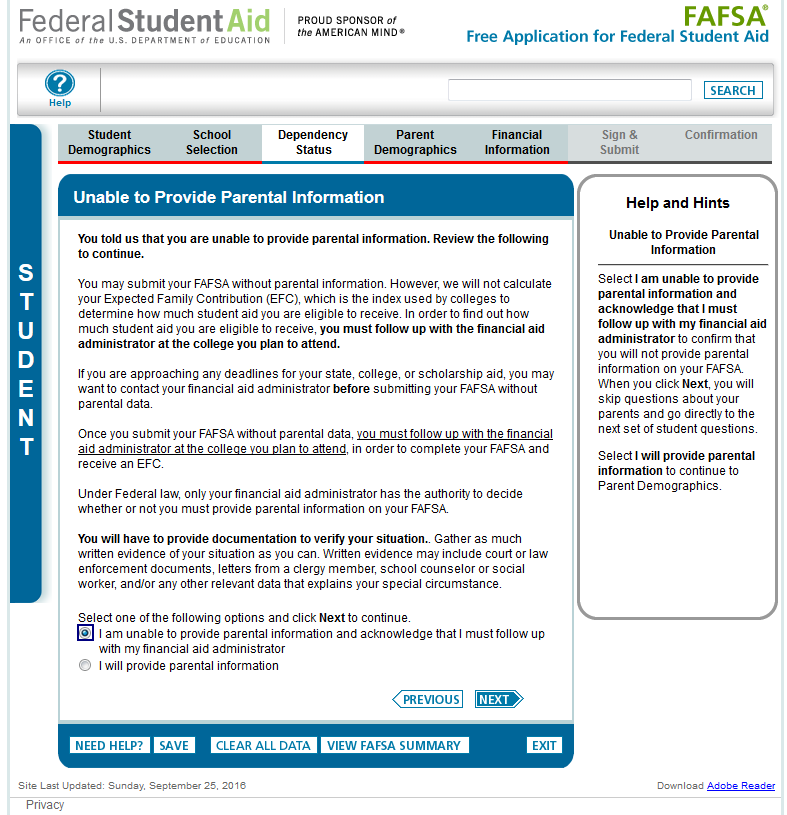 Federal Student Aid
An OFFICE of the U.S. DEPARTMENT of EDUCATION
PROUD SPONSOR of
the AMERICAN MIND®
FAFSA®
Free Application for Federal Student Aid
?
Help
SEARCH
Student
Demographics
School
Selection
Dependency
Status
Parent
Demographics
Financial
Information
Sign &
Submit
Confirmation
STUDENT
Unable to Provide Parental Information
You told us that you are unable to provide parental information. Review the following
to continue.
You may submit your FAFSA without parental information. However, we will not calculate
your Expected Family Contribution (EFC), which is the index used by colleges to
determine how much student aid you are eligible to receive. In order to find out how
much student aid you are eligible to receive, you must follow up with the financial aid
administrator at the college you plan to attend.
If you are approaching any deadlines for your state, college, or scholarship aid, you may
want to contact your financial aid administrator before submitting your FAFSA without
parental data.
Once you submit your FAFSA without parental data, you must follow up with the financial
aid administrator at the college you plan to attend, in order to complete your FAFSA and
receive an EFC.
Under Federal law, only your financial aid administrator has the authority to decide
whether or not you must provide parental information on your FAFSA.
You will have to provide documentation to verify your situation.. Gather as much
written evidence of your situation as you can. Written evidence may include court or law
enforcement documents, letters from a clergy member, school counselor or social
worker, and/or any other relevant data that explains your special circumstance.
Select one of the following options and click Next to continue.
I am unable to provide parental information and acknowledge that I must follow up
with my financial aid administrator
I will provide parental information
PREVIOUS
NEXT
NEED HELP?
SAVE
CLEAR ALL DATA
VIEW FAFSA SUMMARY
EXIT
Help and Hints
Unable to Provide Parental
Information
Select I am unable to provide
parental information and
acknowledge that I must
follow up with my financial aid
administrator to confirm that
you will not provide parental
information on your FAFSA.
When you click Next, you will
skip questions about your
parents and go directly to the
next set of student questions.
Select I will provide parental
information to continue to
Parent Demographics.
Site Last Updated: Sunday, September 25, 2016
Download Adobe Reader
Privacy